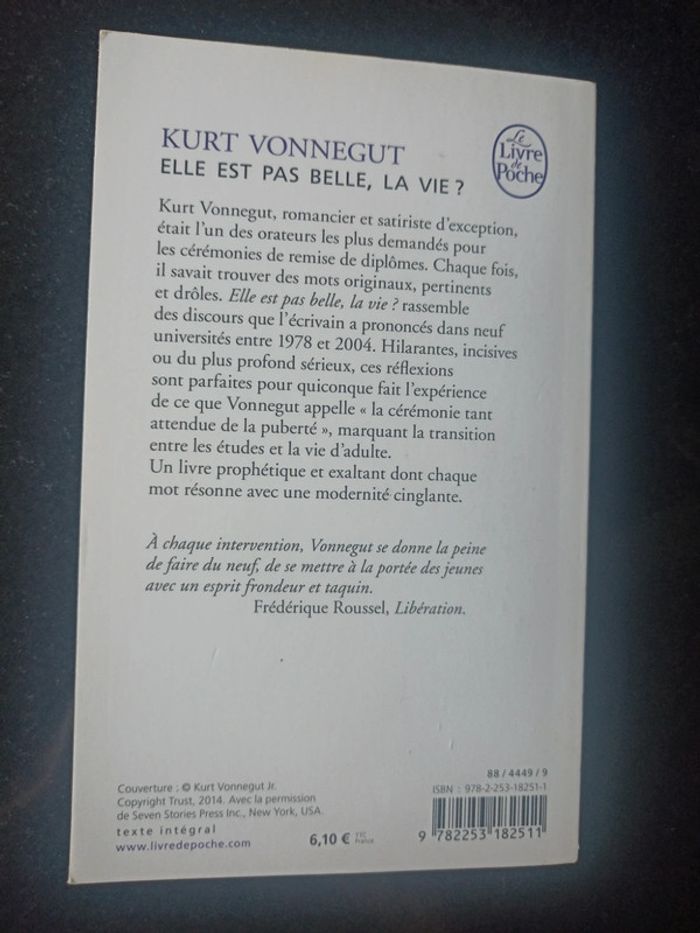 KURT VONNEGUT
ELLE EST PAS BELLE, LA VIE ?
Le
Livre
de
Poche
Kurt Vonnegut, romancier et satiriste d'exception,
était l'un des orateurs les plus demandés pour
les cérémonies de remise de diplômes. Chaque fois,
il savait trouver des mots originaux, pertinents
et drôles. Elle est pas belle, la vie ? rassemble
des discours que l'écrivain a prononcés dans neuf
universités entre 1978 et 2004. Hilarantes, incisives
ou du plus profond sérieux, ces réflexions
sont parfaites pour quiconque fait l'expérience
de ce que Vonnegut appelle « la cérémonie tant
attendue de la puberté », marquant la transition
entre les études et la vie d'adulte.
Un livre prophétique et exaltant dont chaque
mot résonne avec une modernité cinglante.
À chaque intervention, Vonnegut se donne la peine
de faire du neuf, de se mettre à la portée des jeunes
avec un esprit frondeur et taquin.
Frédérique Roussel, Libération.
Couverture : © Kurt Vonnegut Jr.
Copyright Trust, 2014. Avec la permission
de Seven Stories Press Inc., New York, USA.
texte intégral
www.livredepoche.com
6,10 € TTC
France
88 / 4449 / 9
ISBN : 978-2-253-18251-1
9 782253 182511